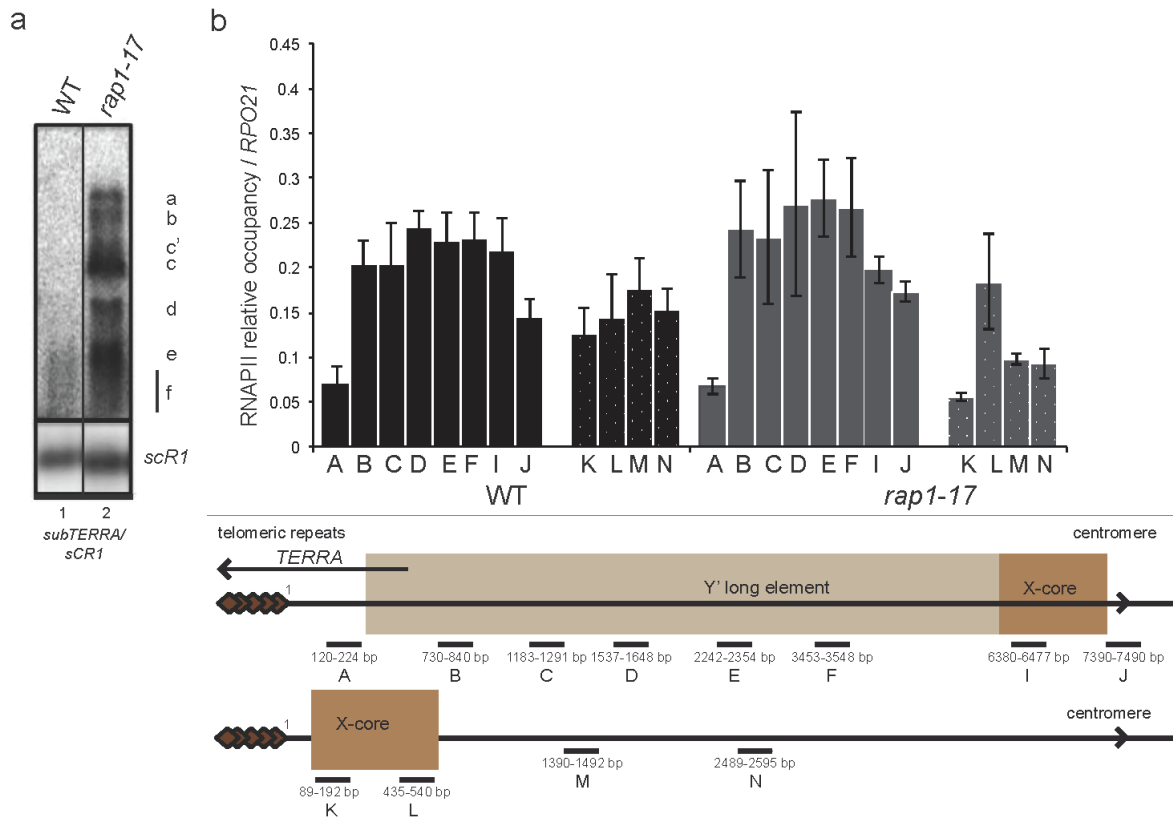 a
b
WT
rap1-17
a
b
c'
c
d
e
f
scR1
1 2
subTERRA/
sCR1
RNAPII relative occupancy / RPO21
0.45
0.4
0.35
0.3
0.25
0.2
0.15
0.1
0.05
0
A B C D E F I J K L M N A B C D E F I J K L M N
WT rap1-17
telomeric repeats centromere
TERRA
1
Y' long element
X-core
120-224 bp 730-840 bp 1183-1291 bp 1537-1648 bp 2242-2354 bp 3453-3548 bp 6380-6477 bp 7390-7490 bp
A B C D E F I J
1
X-core
centromere
1390-1492 bp 2489-2595 bp
M N
89-192 bp 435-540 bp
K L